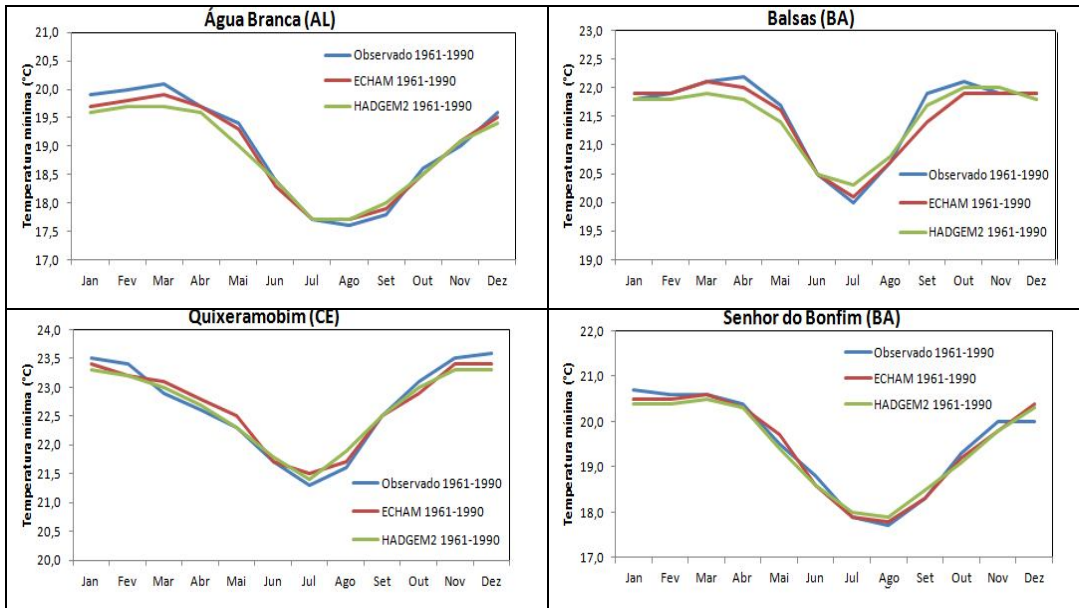 Água Branca (AL)
Temperatura mínima (°C)
21,0
20,5
20,0
19,5
19,0
18,5
18,0
17,5
17,0
Observado 1961-1990
ECHAM 1961-1990
HADGEM2 1961-1990
Jan Fev Mar Abr Mai Jun Jul Ago Set Out Nov Dez
Balsas (BA)
Temperatura mínima (°C)
23,0
22,5
22,0
21,5
21,0
20,5
20,0
19,5
19,0
Observado 1961-1990
ECHAM 1961-1990
HADGEM2 1961-1990
Jan Fev Mar Abr Mai Jun Jul Ago Set Out Nov Dez
Quixeramobim (CE)
Temperatura mínima (°C)
24,0
23,5
23,0
22,5
22,0
21,5
21,0
20,5
20,0
Observado 1961-1990
ECHAM 1961-1990
HADGEM2 1961-1990
Jan Fev Mar Abr Mai Jun Jul Ago Set Out Nov Dez
Senhor do Bonfim (BA)
Temperatura mínima (°C)
22,0
21,0
20,0
19,0
18,0
17,0
Observado 1961-1990
ECHAM 1961-1990
HADGEM2 1961-1990
Jan Fev Mar Abr Mai Jun Jul Ago Set Out Nov Dez